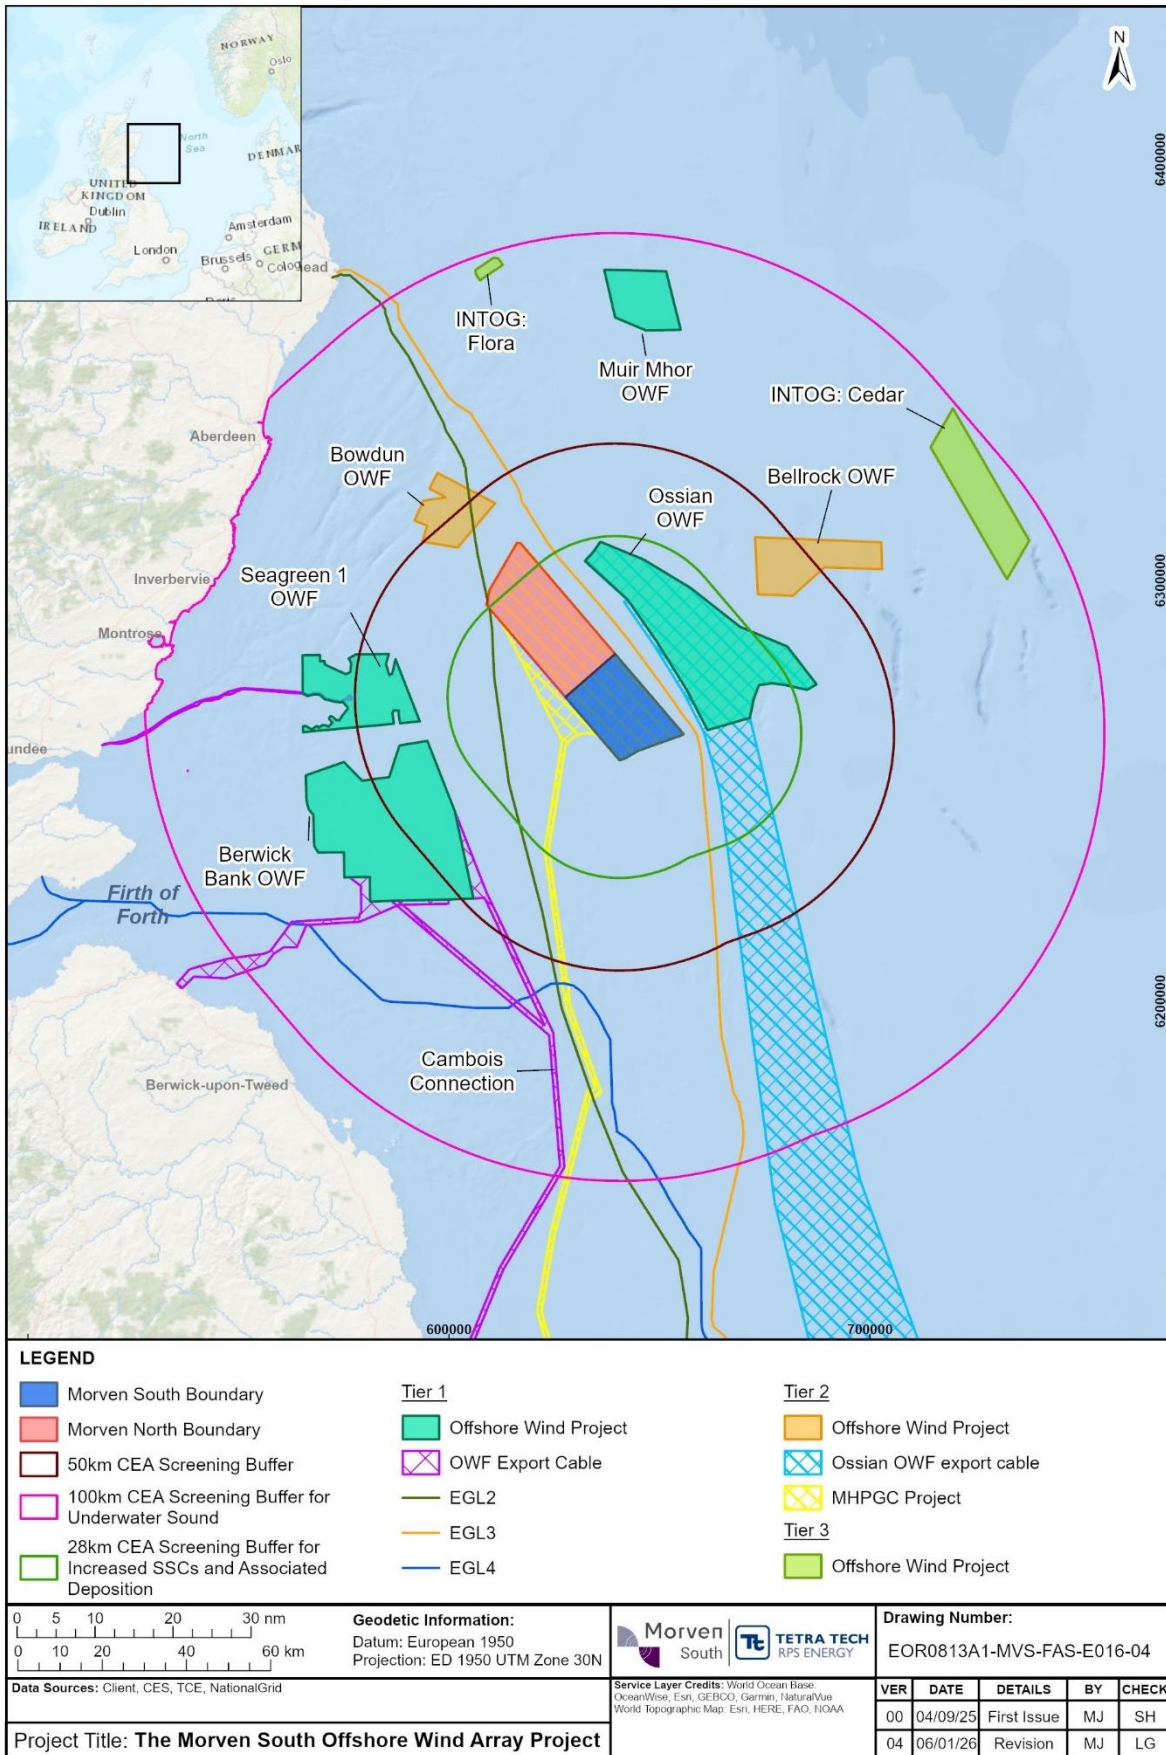 NORWAY
Oslo
North
Sea
DENMAR
UNITED
KINGDOM
Dublin
IRELAND
Amsterdam
London
GERM
Brussels
Colog
N
6400000
ead
INTOG:
Flora
Muir Mhor
OWF
INTOG: Cedar
Aberdeen
Bowdun
OWF
Bellrock OWF
Ossian
OWF
Inverbervie
Seagreen 1
OWF
6300000
Montrose
undee
Berwick
Bank OWF
Firth of
Forth
6200000
Cambois
Connection
Berwick-upon-Tweed
600000
700000
LEGEND
Morven South Boundary
Morven North Boundary
50km CEA Screening Buffer
100km CEA Screening Buffer for
Underwater Sound
28km CEA Screening Buffer for
Increased SSCs and Associated
Deposition
Tier 1
Offshore Wind Project
OWF Export Cable
EGL2
EGL3
EGL4
Tier 2
Offshore Wind Project
Ossian OWF export cable
MHPGC Project
Tier 3
Offshore Wind Project
0 5 10 20 30 nm
0 10 20 40 60 km
Geodetic Information:
Datum: European 1950
Projection: ED 1950 UTM Zone 30N
Morven
South
Tt
TETRA TECH
RPS ENERGY
Drawing Number:
EOR0813A1-MVS-FAS-E016-04
Data Sources: Client, CES, TCE, NationalGrid
Service Layer Credits: World Ocean Base:
OceanWise, Esri, GEBCO, Garmin, NaturalVue
World Topographic Map: Esri, HERE, FAO, NOAA
VER DATE DETAILS BY CHECK
00 04/09/25 First Issue MJ SH
04 06/01/26 Revision MJ LG
Project Title: The Morven South Offshore Wind Array Project